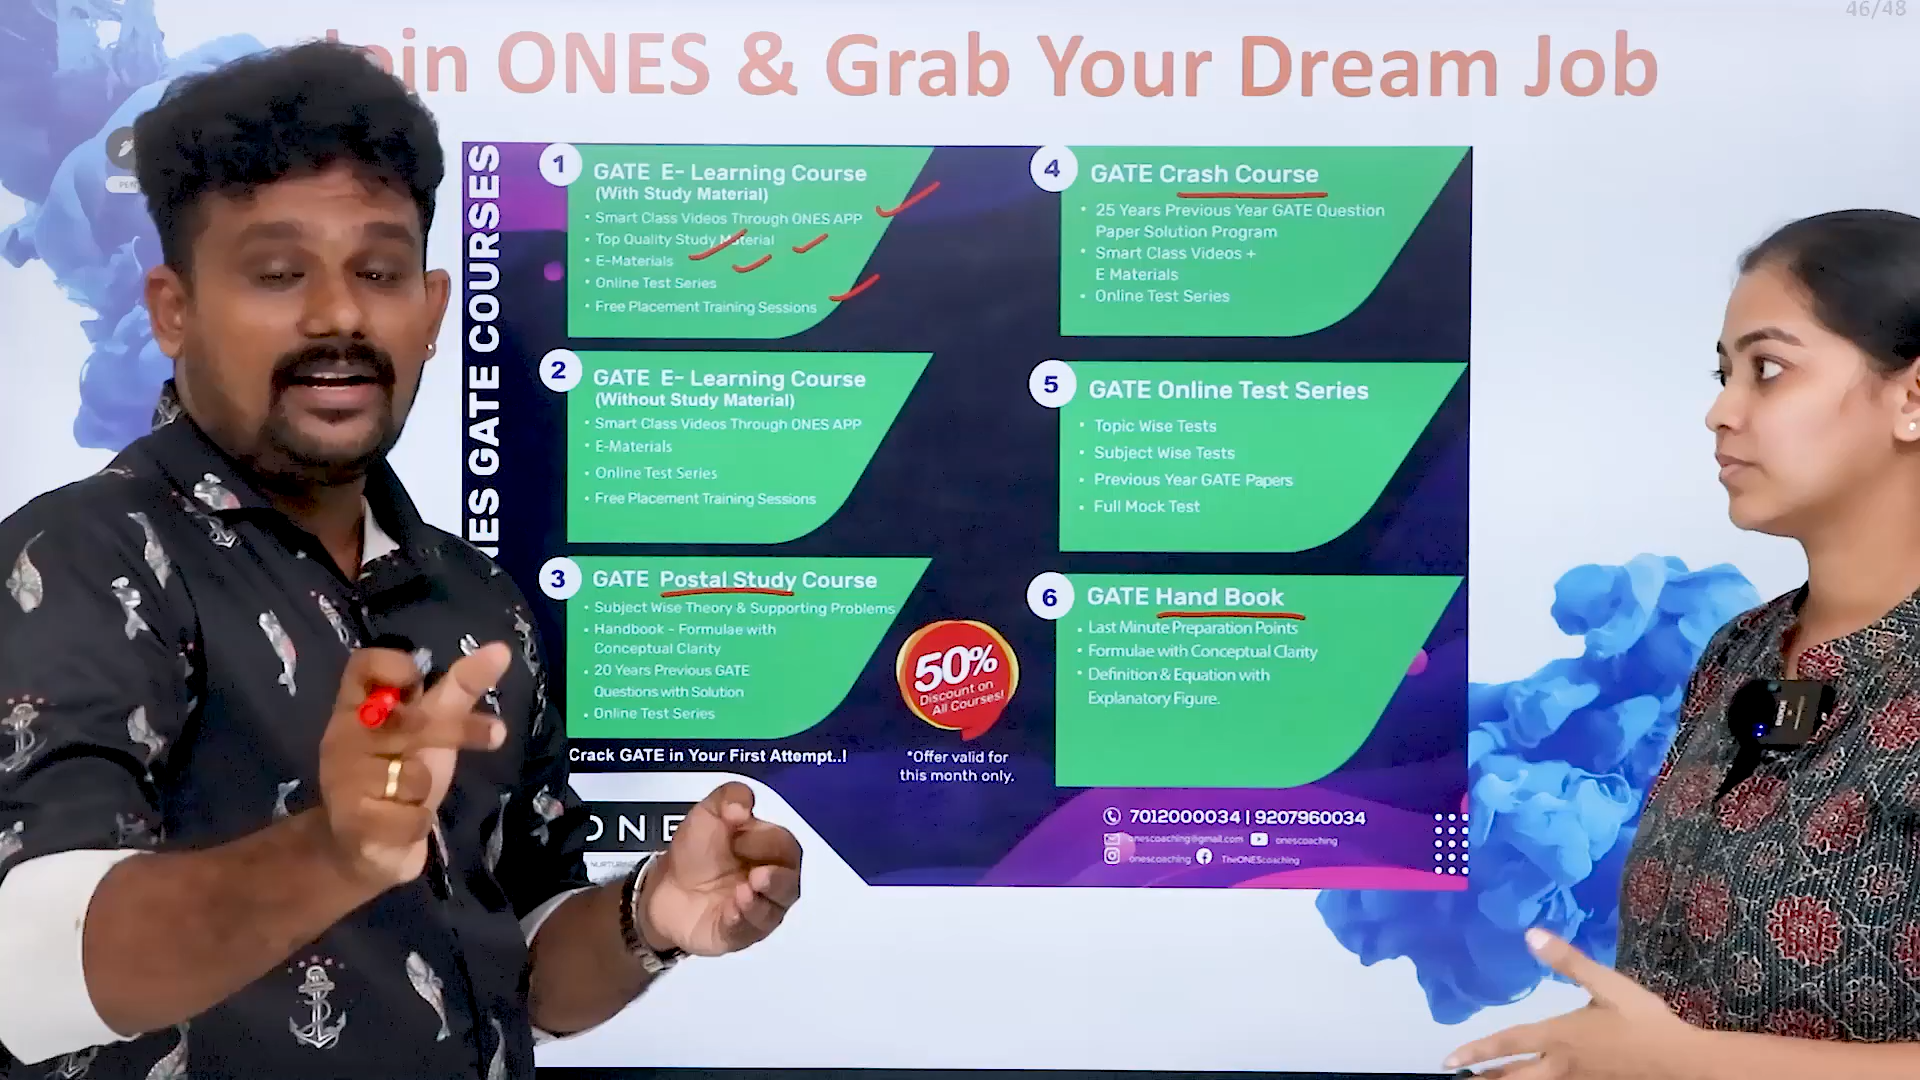 46/48
Join ONES & Grab Your Dream Job
NES GATE COURSES
1
GATE E- Learning Course
(With Study Material)
• Smart Class Videos Through ONES APP
• Top Quality Study Material
• E-Materials
• Online Test Series
• Free Placement Training Sessions
2
GATE E- Learning Course
(Without Study Material)
• Smart Class Videos Through ONES APP
• E-Materials
• Online Test Series
• Free Placement Training Sessions
3
GATE Postal Study Course
• Subject Wise Theory & Supporting Problems
• Handbook - Formulae with
Conceptual Clarity
• 20 Years Previous GATE
Questions with Solution
• Online Test Series
Crack GATE in Your First Attempt..!
ONE
NURTURING
50%
Discount on
All Courses!
*Offer valid for
this month only.
4
GATE Crash Course
• 25 Years Previous Year GATE Question
Paper Solution Program
• Smart Class Videos +
E Materials
• Online Test Series
5
GATE Online Test Series
• Topic Wise Tests
• Subject Wise Tests
• Previous Year GATE Papers
• Full Mock Test
6
GATE Hand Book
• Last Minute Preparation Points
• Formulae with Conceptual Clarity
• Definition & Equation with
Explanatory Figure.
7012000034 | 9207960034
onescoaching@gmail.com onescoaching
onescoaching TheONEScoaching